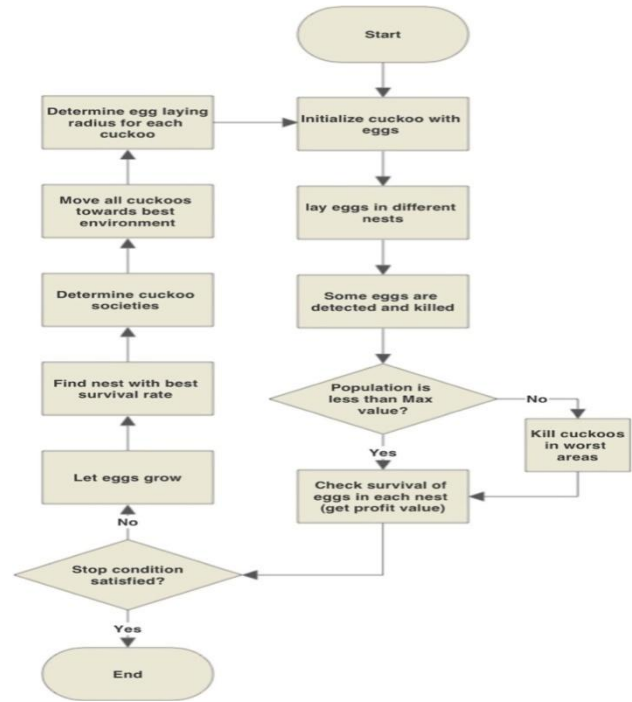 Start
Initialize cuckoo with
eggs
lay eggs in different
nests
Some eggs are
detected and killed
Population is
less than Max
value?
No
Kill cuckoos
in worst
areas
Yes
Check survival of
eggs in each nest
(get profit value)
Stop condition
satisfied?
Yes
End
No
Let eggs grow
Find nest with best
survival rate
Determine cuckoo
societies
Move all cuckoos
towards best
environment
Determine egg laying
radius for each
cuckoo